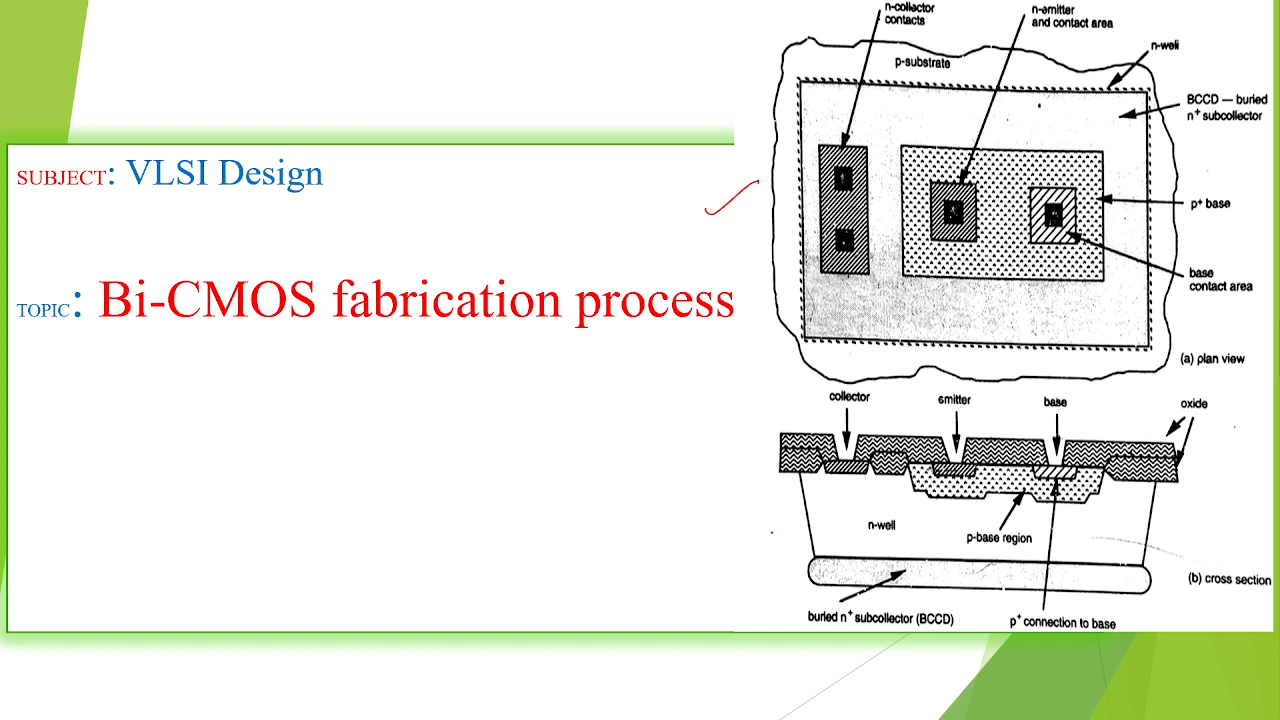 SUBJECT: VLSI Design
TOPIC: Bi-CMOS fabrication process
n-collector
contacts
n-emitter
and contact area
n-well
p-substrate
BCCD — buried
n+ subcollector
p+ base
base
contact area
(a) plan view
collector
emitter
base
oxide
n-well
p-base region
(b) cross section
buried n+ subcollector (BCCD)
p+ connection to base